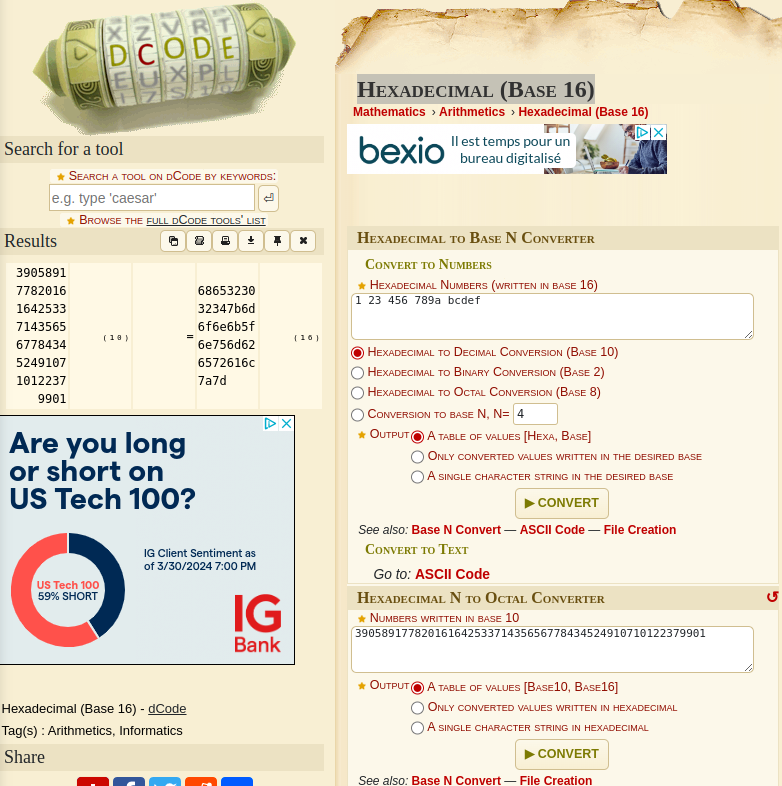 DCODE
Search for a tool
★ Search a tool on dCode by keywords:
e.g. type 'caesar'
★ Browse the full dCode tools' list
Results
3905891
7782016
1642533
7143565
6778434
5249107
1012237
9901
(10)
=
68653230
32347b6d
6f6e6b5f
6e756d62
6572616c
7a7d
(16)
Are you long
or short on
US Tech 100?
US Tech 100
59% SHORT
IG Client Sentiment as
of 3/30/2024 7:00 PM
IG
Bank
Hexadecimal (Base 16) - dCode
Tag(s) : Arithmetics, Informatics
Share
Hexadecimal (Base 16)
Mathematics › Arithmetics › Hexadecimal (Base 16)
bexio
Il est temps pour un
bureau digitalisé
Hexadecimal to Base N Converter
Convert to Numbers
★ Hexadecimal Numbers (written in base 16)
1 23 456 789a bcdef
Hexadecimal to Decimal Conversion (Base 10)
Hexadecimal to Binary Conversion (Base 2)
Hexadecimal to Octal Conversion (Base 8)
Conversion to base N, N= 4
★ Output A table of values [Hexa, Base]
Only converted values written in the desired base
A single character string in the desired base
▶ CONVERT
See also: Base N Convert — ASCII Code — File Creation
Convert to Text
Go to: ASCII Code
Hexadecimal N to Octal Converter
★ Numbers written in base 10
39058917782016164253371435656778434524910710122379901
★ Output A table of values [Base10, Base16]
Only converted values written in hexadecimal
A single character string in hexadecimal
▶ CONVERT
See also: Base N Convert — File Creation